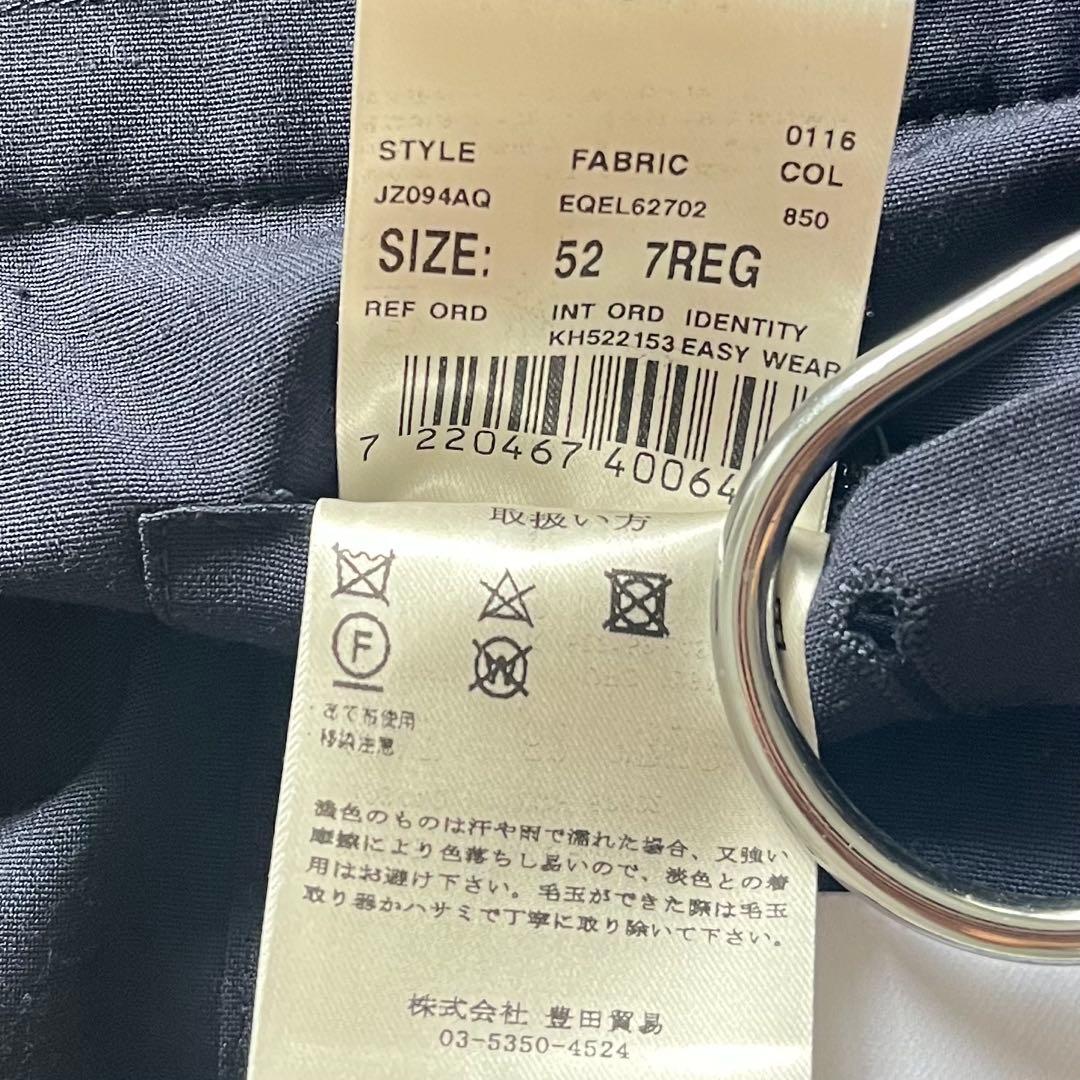 0116
STYLE FABRIC COL
JZ094AQ EQEL62702 850
SIZE: 52 7REG
REF ORD INT ORD IDENTITY
KH522153 EASY WEAR
7 220467 40064
取扱い方
F
W
・あて布使用
・移染注意
濃色のものは汗や雨で濡れた場合、又強い
摩擦により色落ちし易いので、淡色との着
用はお避け下さい。毛玉ができた際は毛玉
取り器かハサミで丁寧に取り除いて下さい。
株式会社 豊田貿易
03-5350-4524